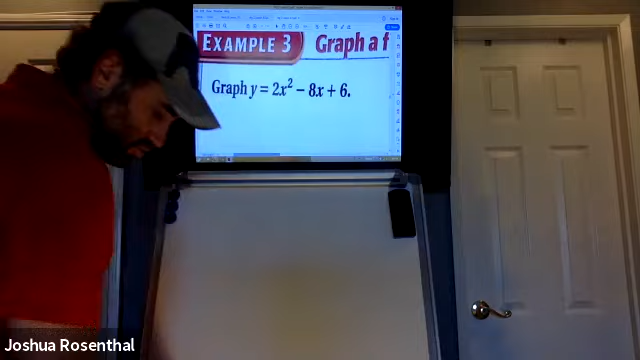 EXAMPLE 3 Graph a f
Graph y = 2x² − 8x + 6.
Joshua Rosenthal